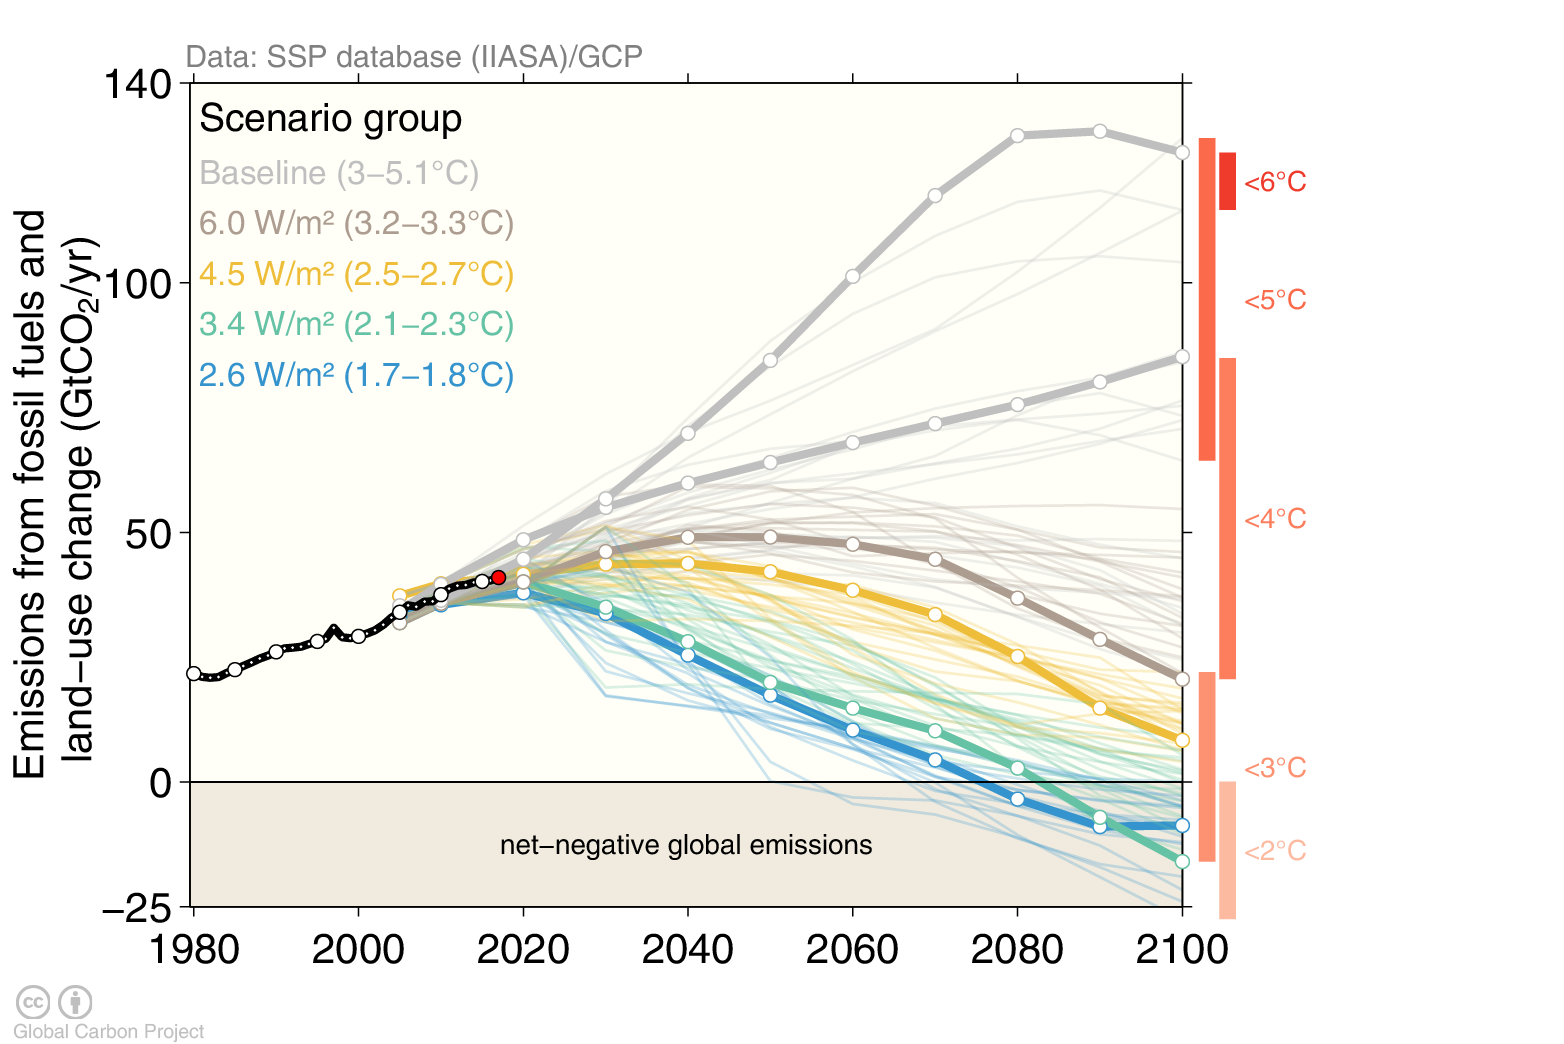 Data: SSP database (IIASA)/GCP
Emissions from fossil fuels and
land−use change (GtCO₂/yr)
140
100
50
0
−25
Scenario group
Baseline (3−5.1°C)
6.0 W/m² (3.2−3.3°C)
4.5 W/m² (2.5−2.7°C)
3.4 W/m² (2.1−2.3°C)
2.6 W/m² (1.7−1.8°C)
<6°C
<5°C
<4°C
<3°C
<2°C
net−negative global emissions
1980 2000 2020 2040 2060 2080 2100
cc
Global Carbon Project